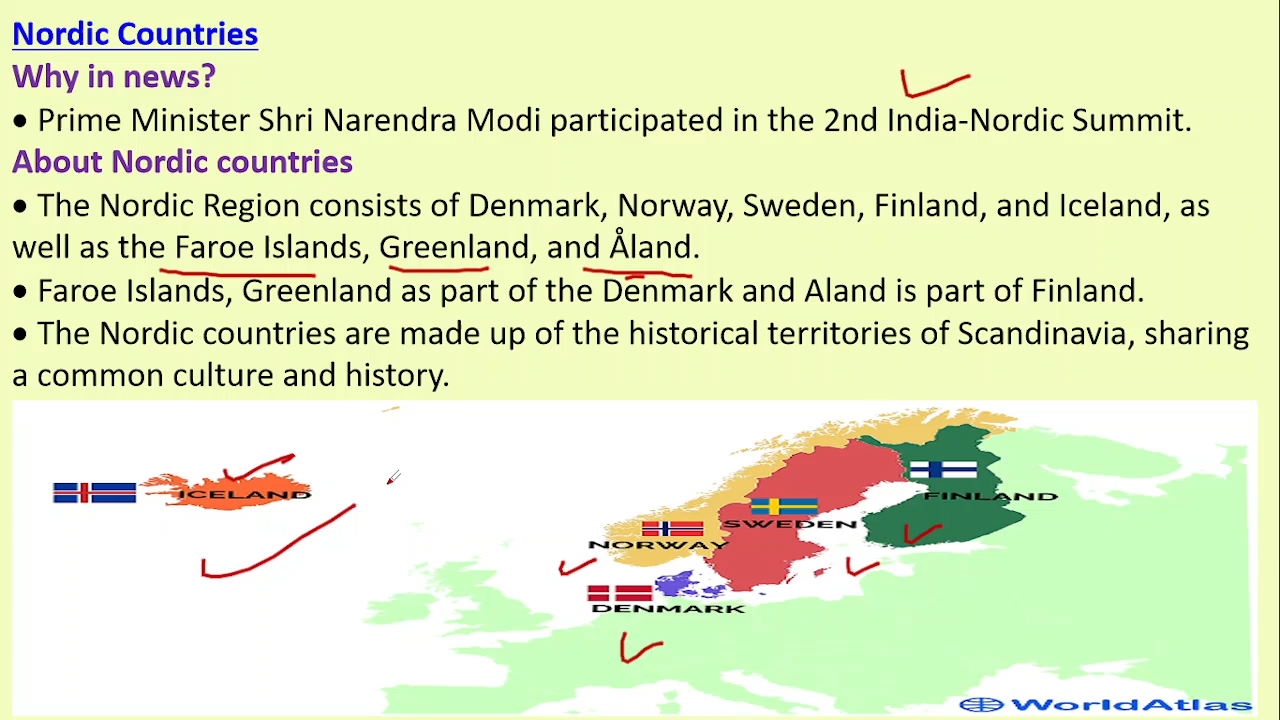 Nordic Countries
Why in news?
• Prime Minister Shri Narendra Modi participated in the 2nd India-Nordic Summit.
About Nordic countries
• The Nordic Region consists of Denmark, Norway, Sweden, Finland, and Iceland, as
well as the Faroe Islands, Greenland, and Åland.
• Faroe Islands, Greenland as part of the Denmark and Aland is part of Finland.
• The Nordic countries are made up of the historical territories of Scandinavia, sharing
a common culture and history.
ICELAND
FINLAND
SWEDEN
NORWAY
DENMARK
WorldAtlas